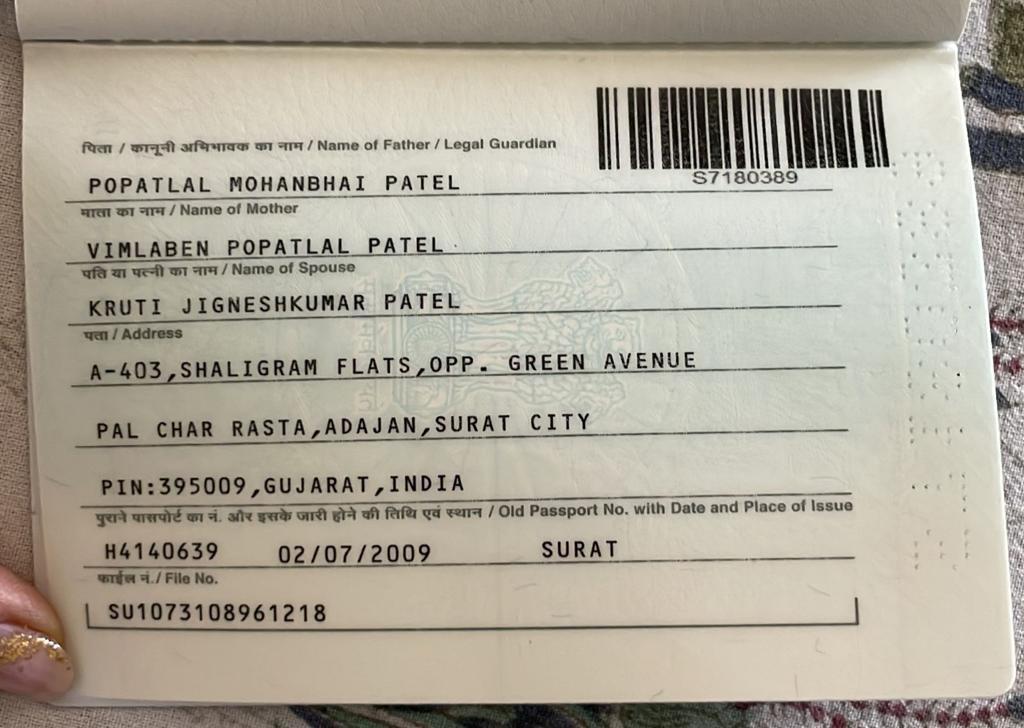 पिता / कानूनी अभिभावक का नाम / Name of Father / Legal Guardian
S7180389
POPATLAL MOHANBHAI PATEL
माता का नाम / Name of Mother
VIMLABEN POPATLAL PATEL
पति या पत्नी का नाम / Name of Spouse
KRUTI JIGNESHKUMAR PATEL
पता / Address
A-403,SHALIGRAM FLATS,OPP. GREEN AVENUE
PAL CHAR RASTA,ADAJAN,SURAT CITY
PIN:395009,GUJARAT,INDIA
पुराने पासपोर्ट का नं. और इसके जारी होने की तिथि एवं स्थान / Old Passport No. with Date and Place of Issue
H4140639 02/07/2009 SURAT
फाईल नं./ File No.
SU1073108961218